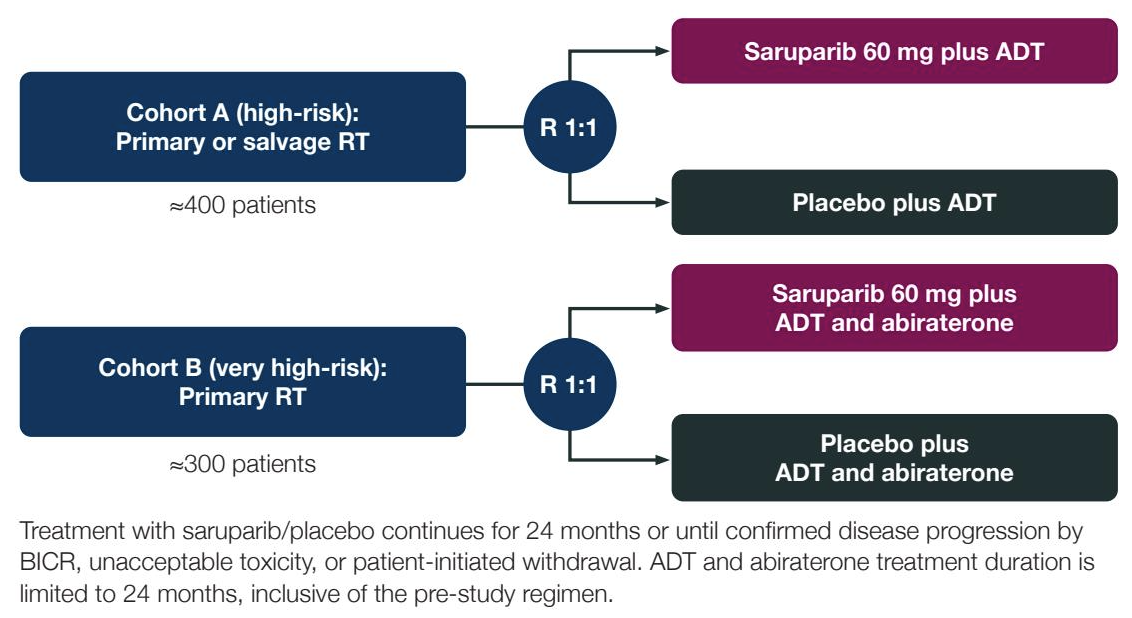 Cohort A (high-risk):
Primary or salvage RT
≈400 patients
R 1:1
Saruparib 60 mg plus ADT
Placebo plus ADT
Cohort B (very high-risk):
Primary RT
≈300 patients
R 1:1
Saruparib 60 mg plus
ADT and abiraterone
Placebo plus
ADT and abiraterone
Treatment with saruparib/placebo continues for 24 months or until confirmed disease progression by
BICR, unacceptable toxicity, or patient-initiated withdrawal. ADT and abiraterone treatment duration is
limited to 24 months, inclusive of the pre-study regimen.